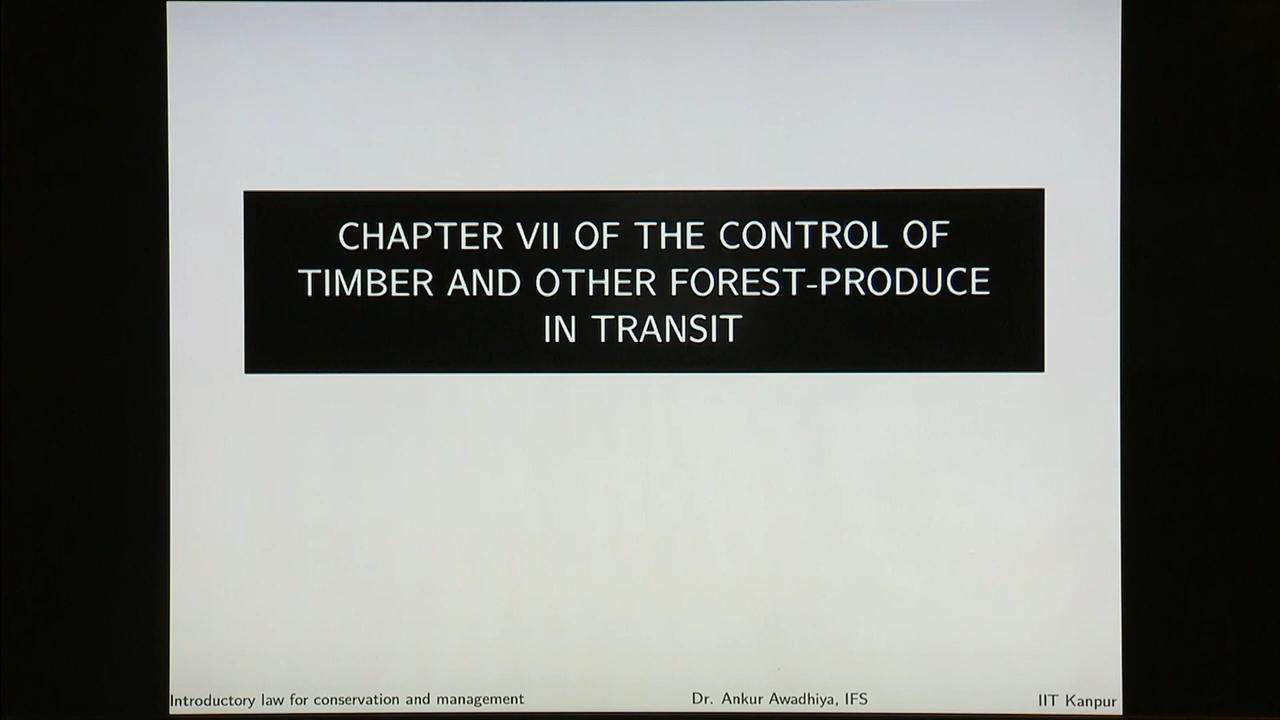 CHAPTER VII OF THE CONTROL OF
TIMBER AND OTHER FOREST-PRODUCE
IN TRANSIT
Introductory law for conservation and management
Dr. Ankur Awadhiya, IFS
IIT Kanpur